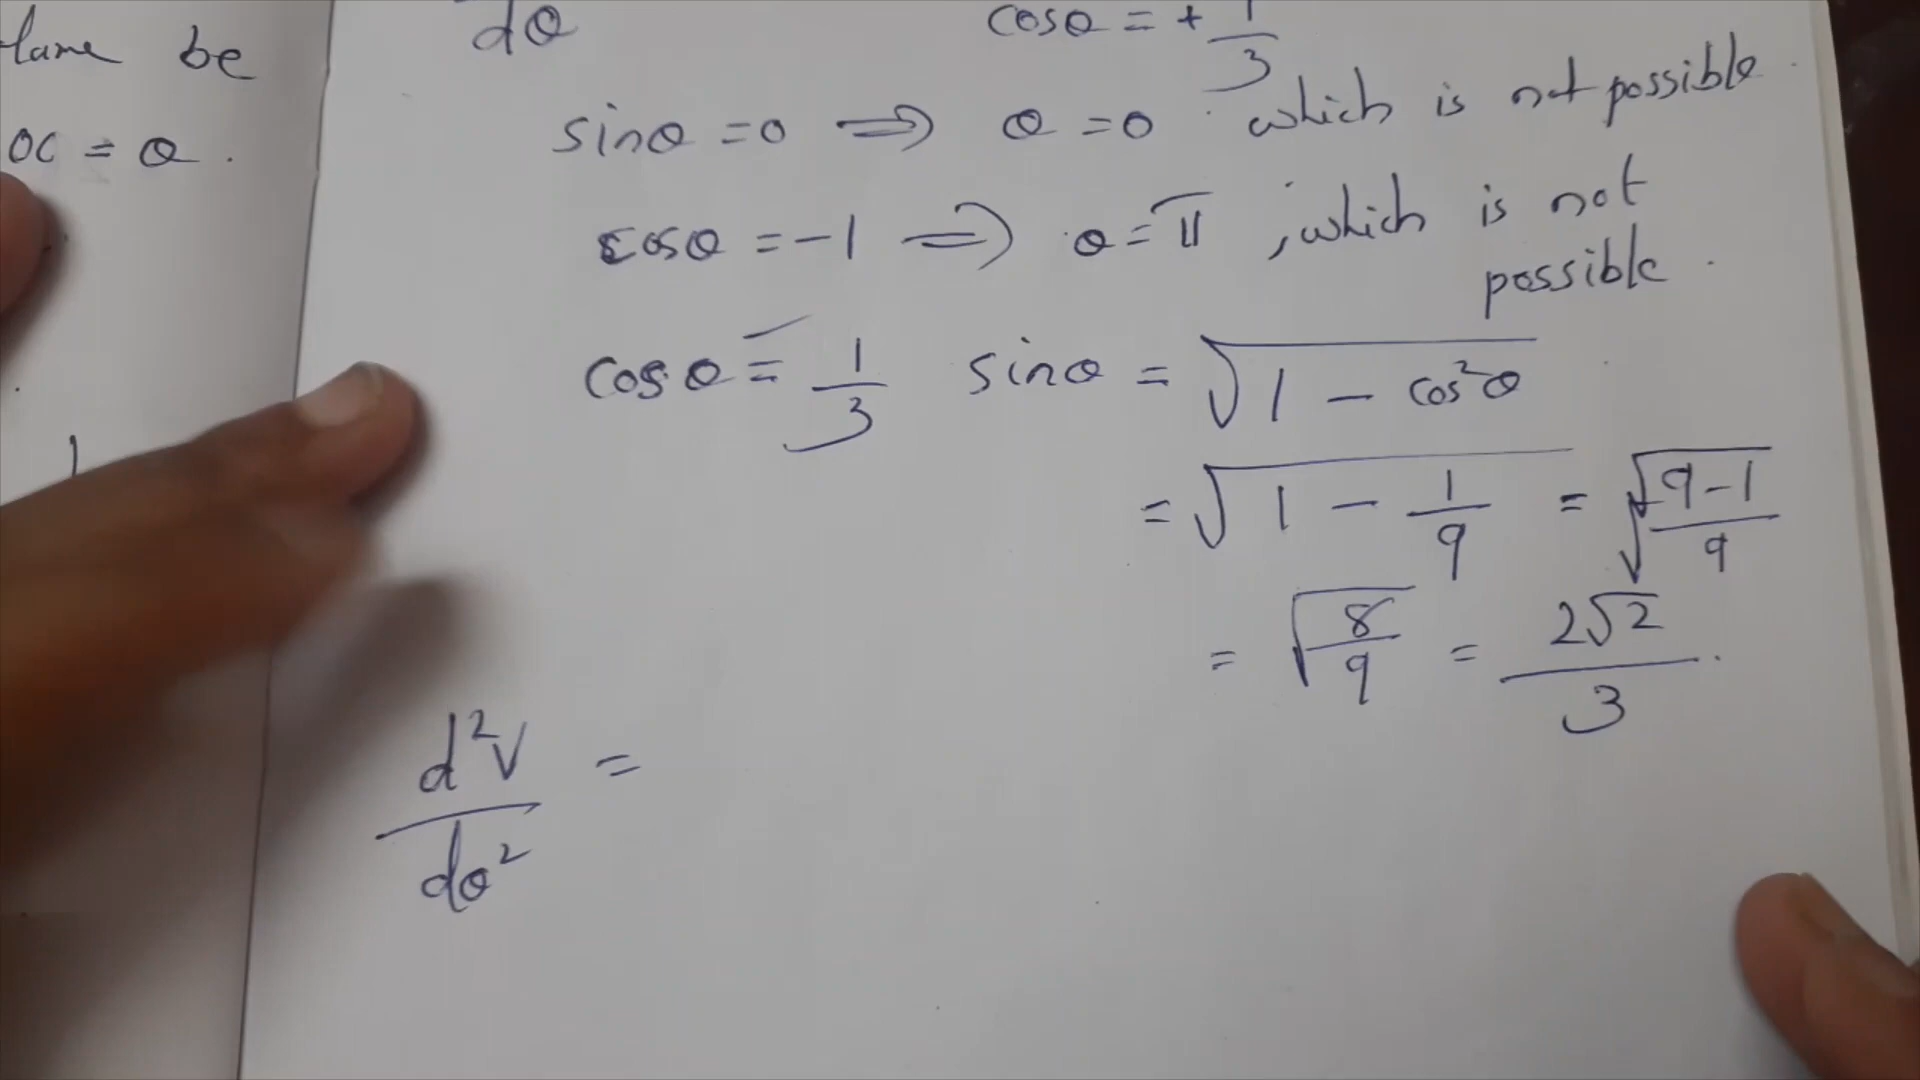 lane be
OC = θ .
dθ
cosθ = + 1/3
sinθ = 0 ⟹ θ = 0 which is not possible .
cosθ = -1 ⟹ θ = π , which is not
possible .
cosθ = 1/3 sinθ = √(1 - cos²θ)
= √(1 - 1/9) = √((9-1)/9)
= √(8/9) = 2√2/3 .
d²V/dθ² =